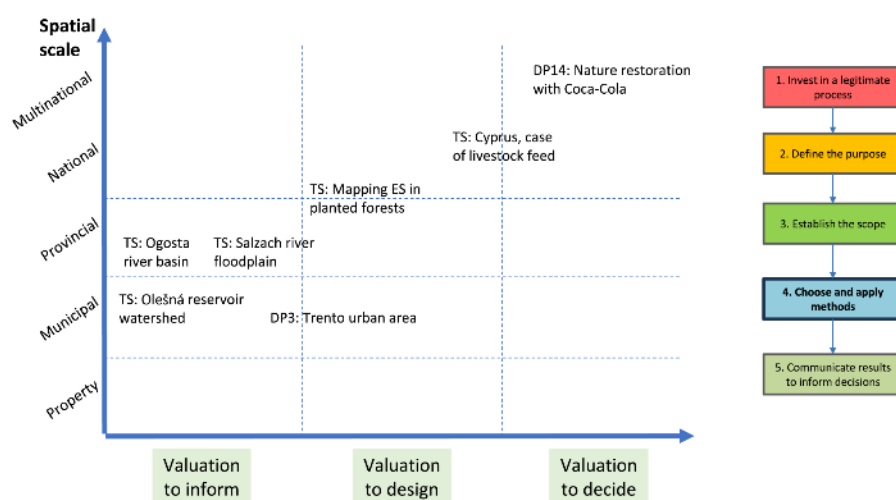 Spatial
scale
Multinational
National
Provincial
Municipal
Property
DP14: Nature restoration
with Coca-Cola
TS: Cyprus, case
of livestock feed
TS: Mapping ES in
planted forests
TS: Ogosta
river basin
TS: Salzach river
floodplain
TS: Olešná reservoir
watershed
DP3: Trento urban area
Valuation
to inform
Valuation
to design
Valuation
to decide
1. Invest in a legitimate
process
2. Define the purpose
3. Establish the scope
4. Choose and apply
methods
5. Communicate results
to inform decisions